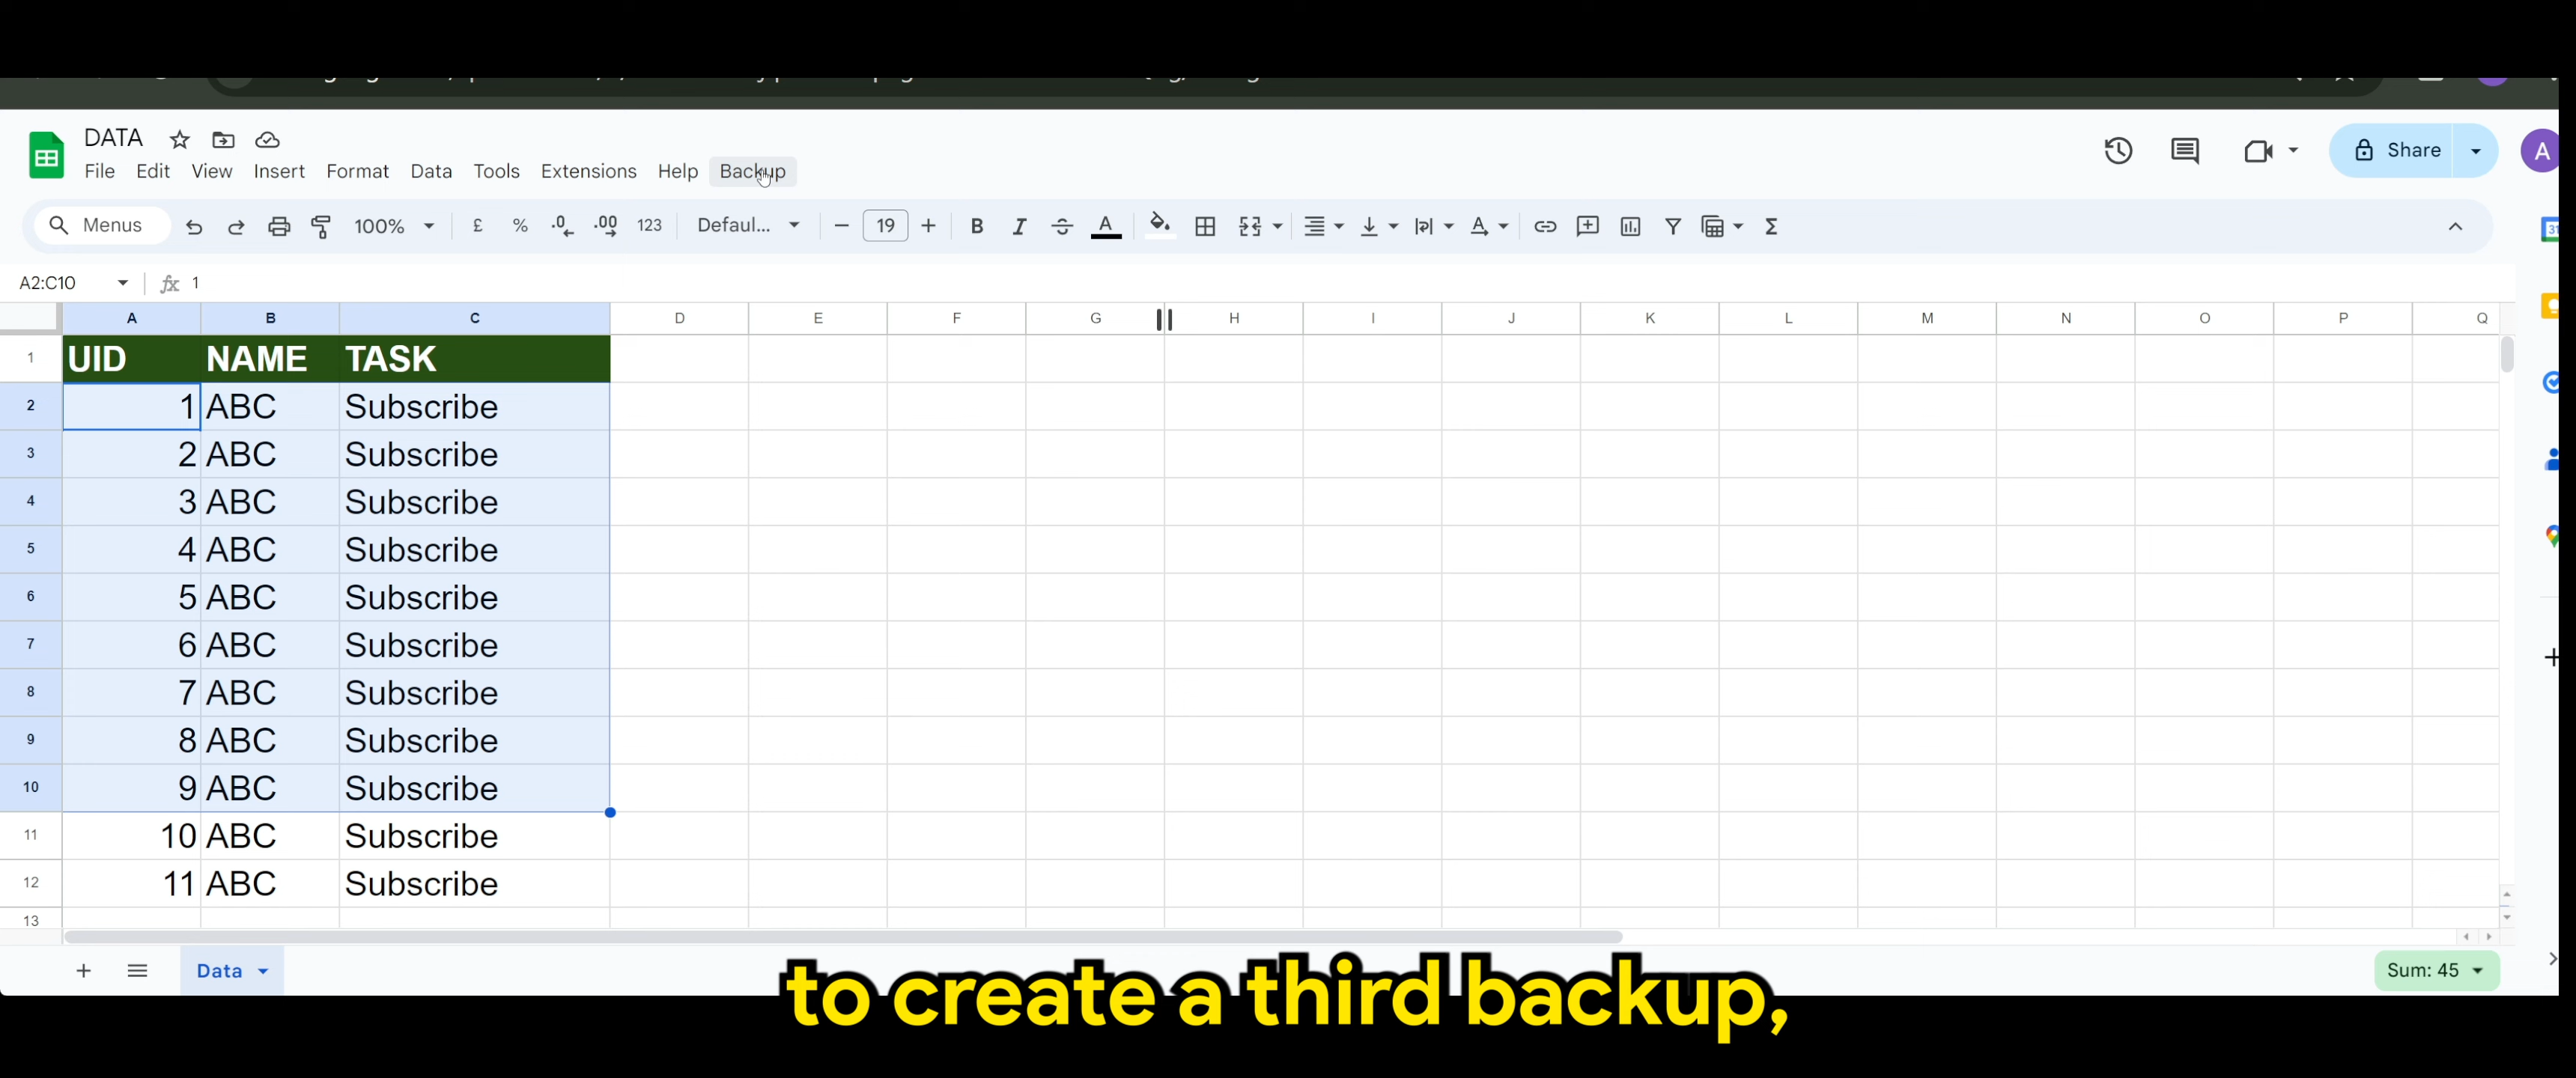 DATA
File Edit View Insert Format Data Tools Extensions Help Backup
Share
A
Menus 100% £ % .0 .00 123 Defaul... 19 B I A A Σ
31
A2:C10 fx 1
A B C D E F G H I J K L M N O P Q
1 UID NAME TASK
2 1 ABC Subscribe
3 2 ABC Subscribe
4 3 ABC Subscribe
5 4 ABC Subscribe
6 5 ABC Subscribe
7 6 ABC Subscribe
8 7 ABC Subscribe
9 8 ABC Subscribe
10 9 ABC Subscribe
11 10 ABC Subscribe
12 11 ABC Subscribe
13
Data Sum: 45
to create a third backup,